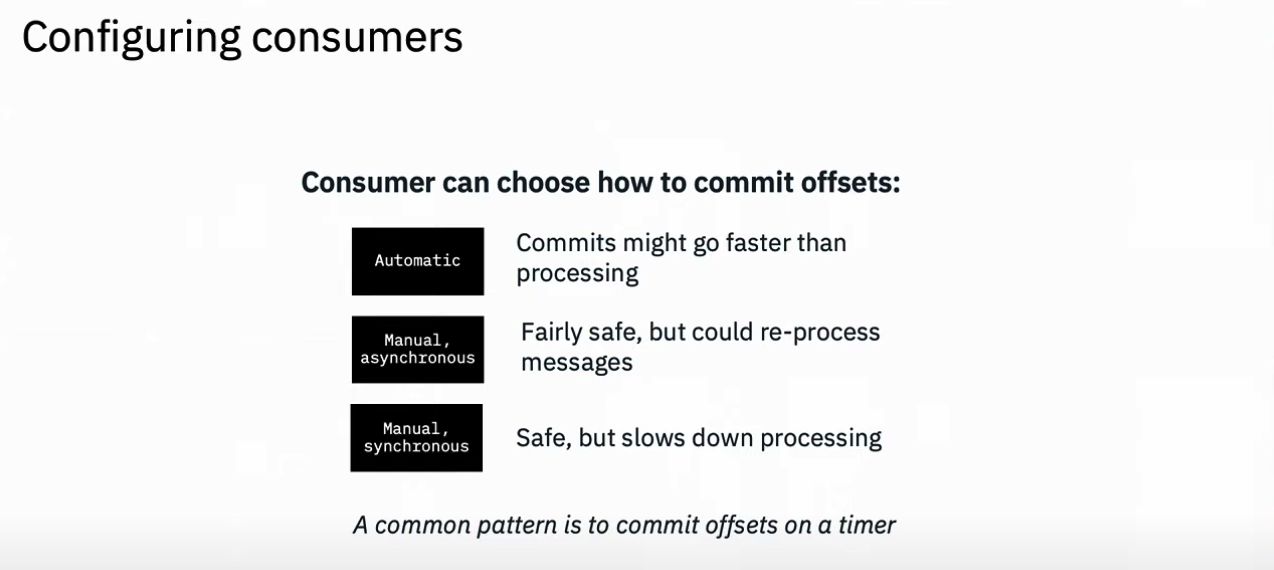 Configuring consumers
Consumer can choose how to commit offsets:
Automatic
Commits might go faster than
processing
Manual,
asynchronous
Fairly safe, but could re-process
messages
Manual,
synchronous
Safe, but slows down processing
A common pattern is to commit offsets on a timer